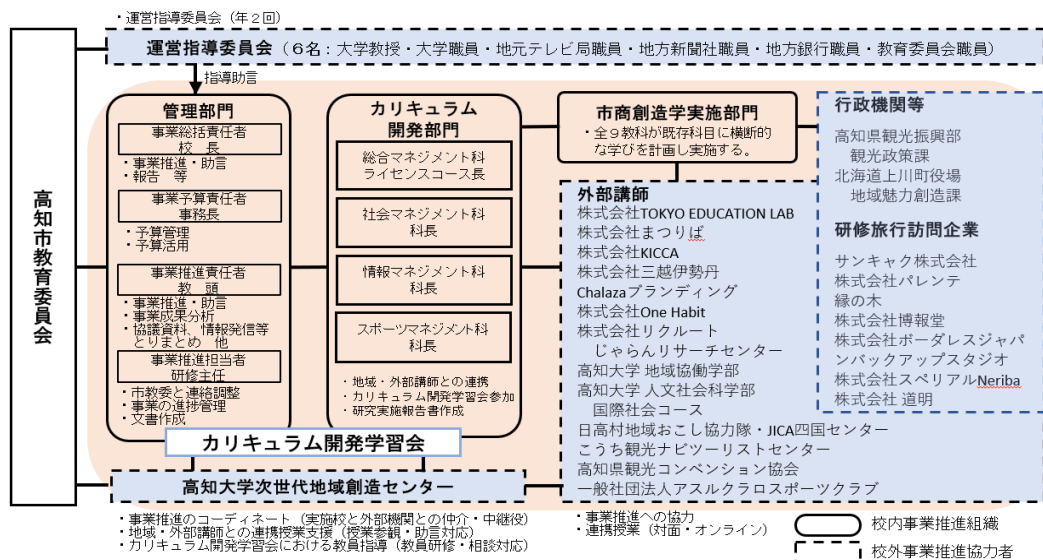 ・運営指導委員会（年２回）
運営指導委員会（６名：大学教授・大学職員・地元テレビ局職員・地方新聞社職員・地方銀行職員・教育委員会職員）
指導助言
高知市教育委員会
管理部門
事業総括責任者
校　長
・事業推進・助言
・報告　等
事業予算責任者
事務長
・予算管理
・予算活用
事業推進責任者
教　頭
・事業推進・助言
・事業成果分析
・協議資料、情報発信等
とりまとめ　他
事業推進担当者
研修主任
・市教委と連絡調整
・事業の進捗管理
・文書作成
カリキュラム
開発部門
総合マネジメント科
ライセンスコース長
社会マネジメント科
科長
情報マネジメント科
科長
スポーツマネジメント科
科長
・地域・外部講師との連携
・カリキュラム開発学習会参加
・研究実施報告書作成
カリキュラム開発学習会
高知大学次世代地域創造センター
・事業推進のコーディネート（実施校と外部機関との仲介・中継役）
・地域・外部講師との連携授業支援（授業参観・助言対応）
・カリキュラム開発学習会における教員指導（教員研修・相談対応）
市商創造学実施部門
・全９教科が既存科目に横断的
な学びを計画し実施する。
外部講師
株式会社TOKYO EDUCATION LAB
株式会社まつりば
株式会社KICCA
株式会社三越伊勢丹
Chalazaブランディング
株式会社One Habit
株式会社リクルート
じゃらんリサーチセンター
高知大学 地域協働学部
高知大学 人文社会科学部
国際社会コース
日高村地域おこし協力隊・JICA四国センター
こうち観光ナビツーリストセンター
高知県観光コンベンション協会
一般社団法人アスルクラロスポーツクラブ
・事業推進への協力
・連携授業（対面・オンライン）
行政機関等
高知県観光振興部
観光政策課
北海道上川町役場
地域魅力創造課
研修旅行訪問企業
サンキャク株式会社
株式会社パレンテ
縁の木
株式会社博報堂
株式会社ボーダレスジャパ
ンバックアップスタジオ
株式会社スペリアルNeriba
株式会社 道明
校内事業推進組織
校外事業推進協力者